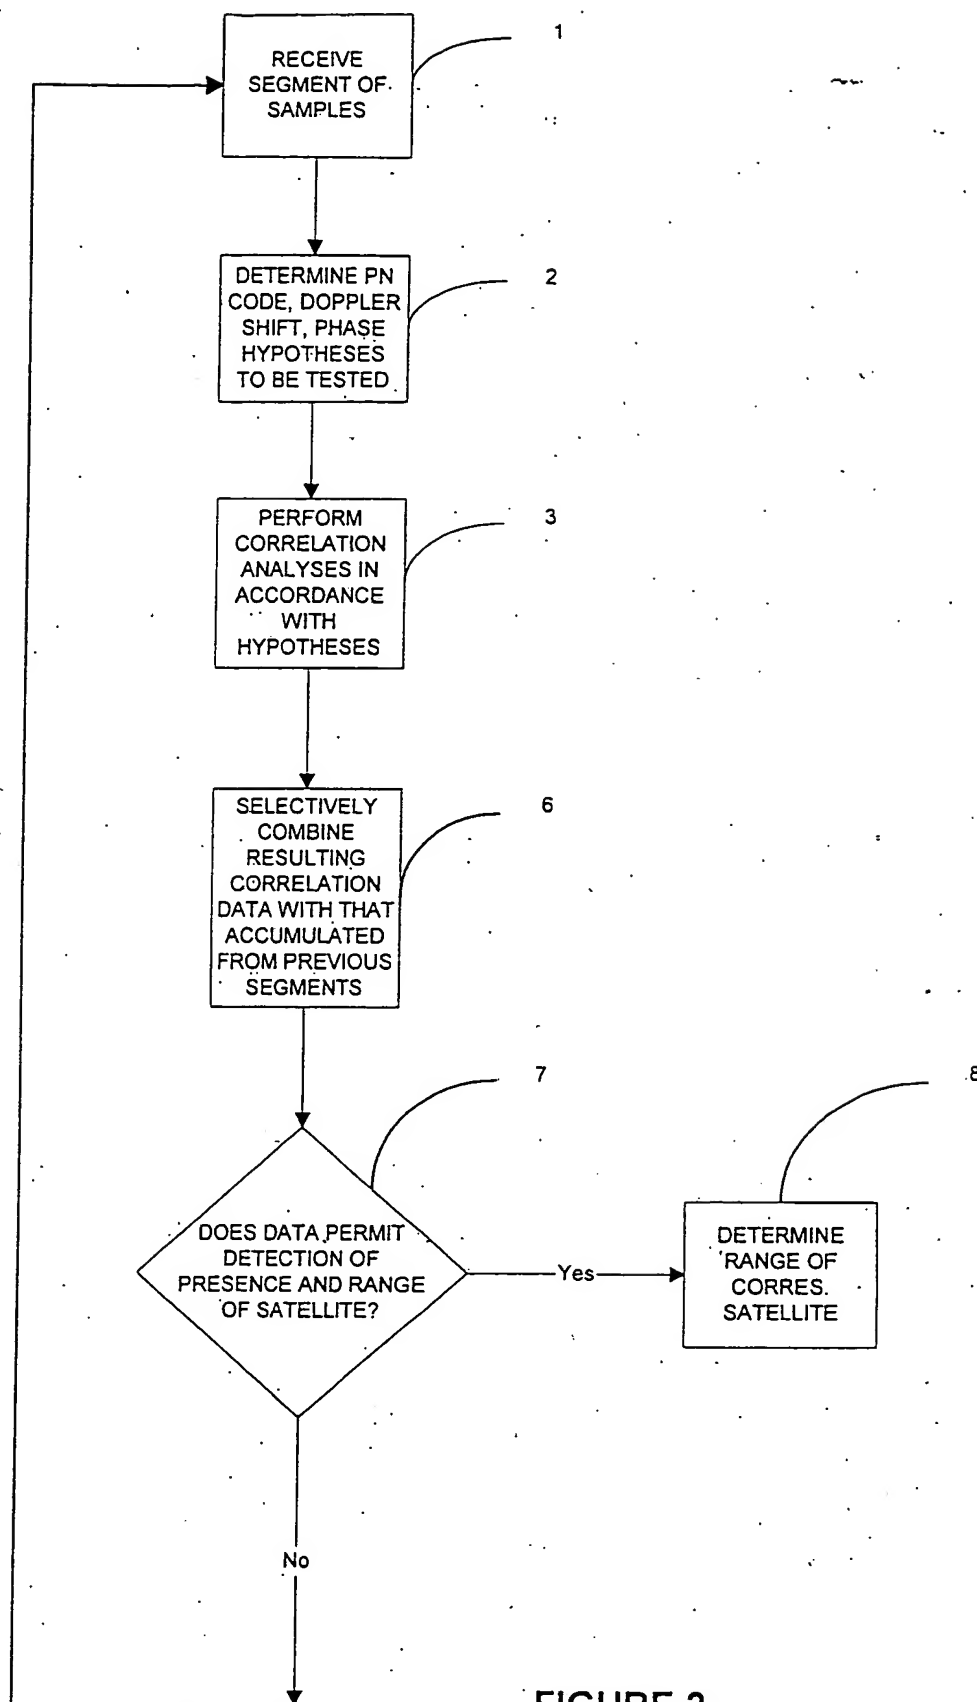 1
RECEIVE
SEGMENT OF
SAMPLES
2
DETERMINE PN
CODE, DOPPLER
SHIFT, PHASE
HYPOTHESES
TO BE TESTED
3
PERFORM
CORRELATION
ANALYSES IN
ACCORDANCE
WITH
HYPOTHESES
6
SELECTIVELY
COMBINE
RESULTING
CORRELATION
DATA WITH THAT
ACCUMULATED
FROM PREVIOUS
SEGMENTS
7
8
DOES DATA PERMIT
DETECTION OF
PRESENCE AND RANGE
OF SATELLITE?
Yes
DETERMINE
RANGE OF
CORRES.
SATELLITE
No
FIGURE